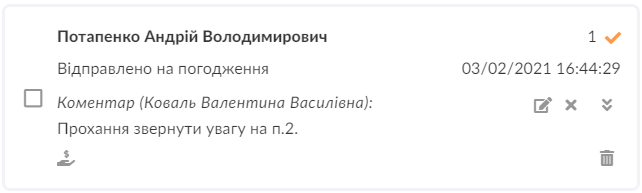 Потапенко Андрій Володимирович 1
Відправлено на погодження 03/02/2021 16:44:29
Коментар (Коваль Валентина Василівна):
Прохання звернути увагу на п.2.